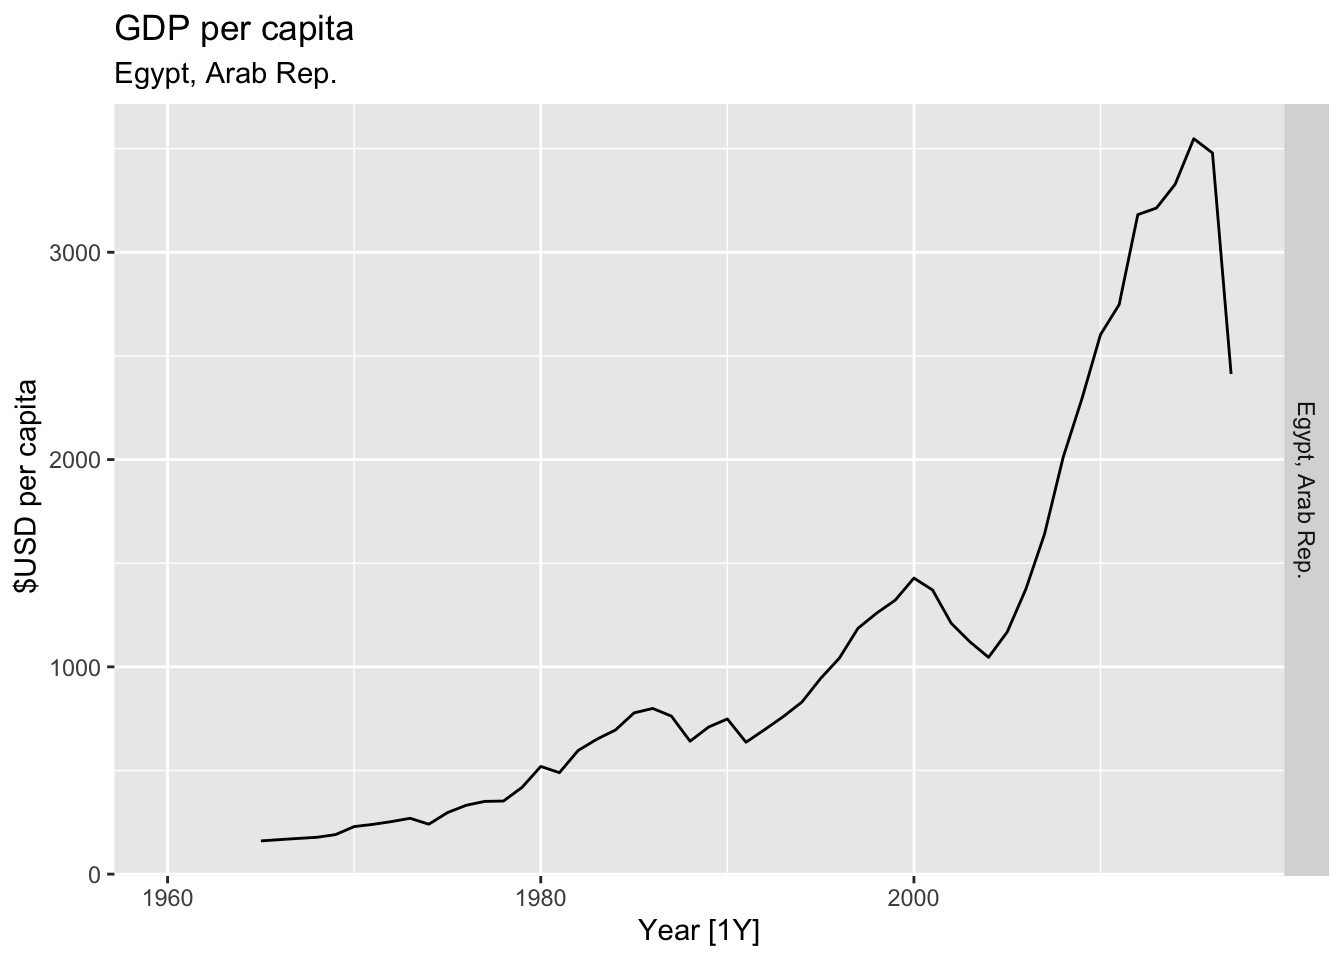 GDP per capita
Egypt, Arab Rep.
$USD per capita
3000
2000
1000
0
1960
1980
2000
Year [1Y]
Egypt, Arab Rep.